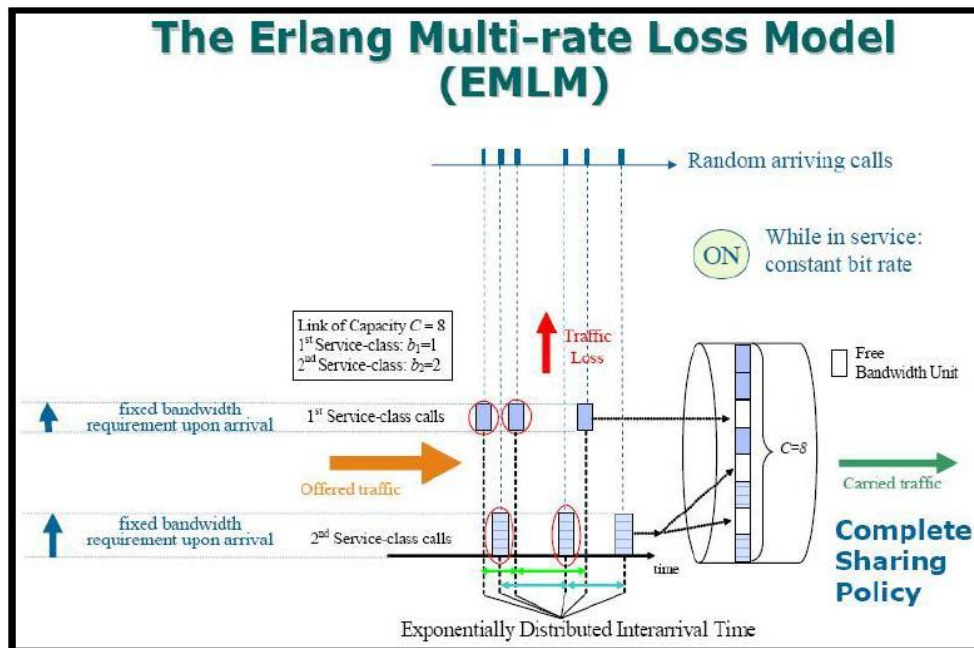 The Erlang Multi-rate Loss Model
(EMLM)
Random arriving calls
ON
While in service:
constant bit rate
Link of Capacity C = 8
1st Service-class: b1=1
2nd Service-class: b2=2
Traffic
Loss
Free
Bandwidth Unit
fixed bandwidth
requirement upon arrival
1st Service-class calls
C=8
Offered traffic
Carried traffic
fixed bandwidth
requirement upon arrival
2nd Service-class calls
time
Complete
Sharing
Policy
Exponentially Distributed Interarrival Time